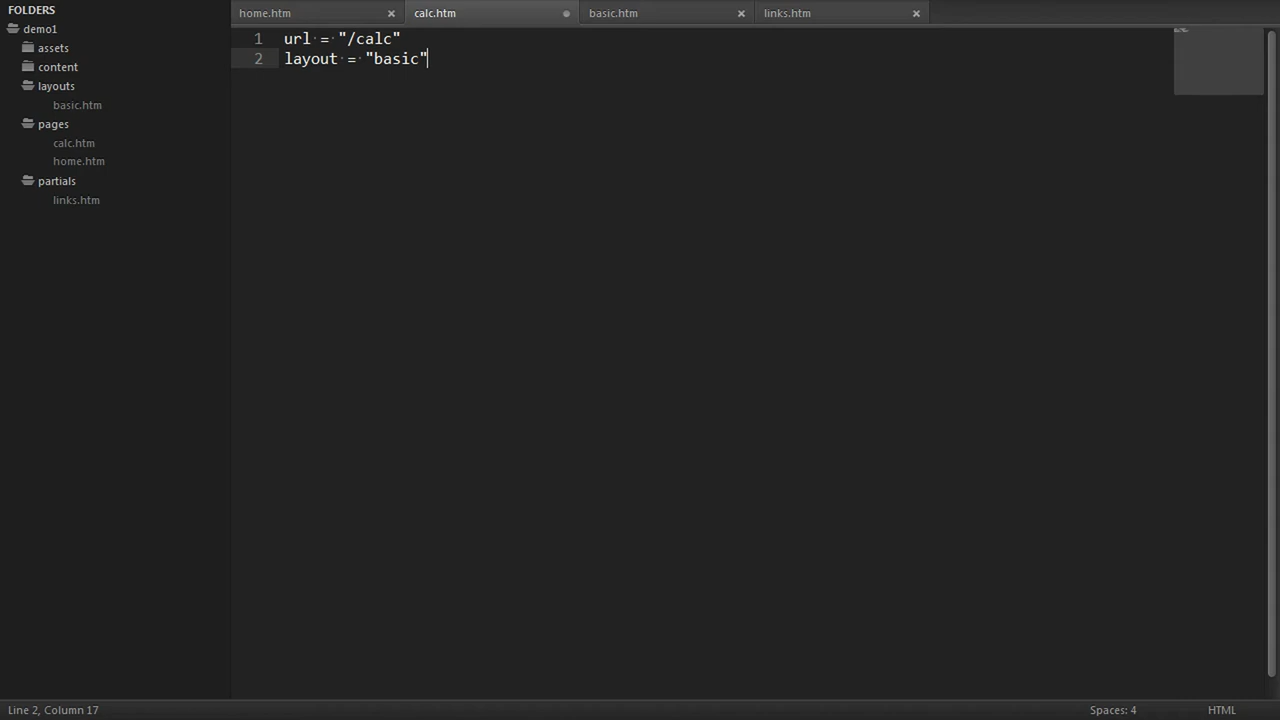 FOLDERS
demo1
assets
content
layouts
basic.htm
pages
calc.htm
home.htm
partials
links.htm
home.htm × calc.htm basic.htm × links.htm ×
1 url = "/calc"
2 layout = "basic"
Line 2, Column 17 Spaces: 4 HTML